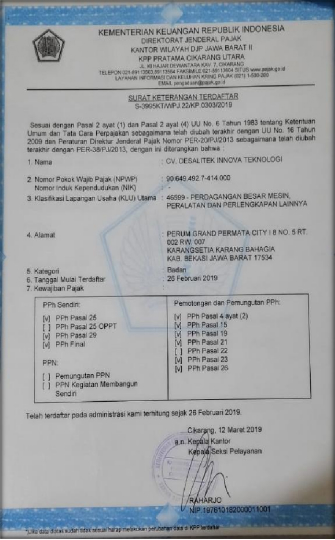 KEMENTERIAN KEUANGAN REPUBLIK INDONESIA
DIREKTORAT JENDERAL PAJAK
KANTOR WILAYAH DJP JAWA BARAT II
KPP PRATAMA CIKARANG UTARA
SURAT KETERANGAN TERDAFTAR
Sesuai dengan Pasal 2 ayat (1) dan Pasal 2 ayat (4) UU No. 6 Tahun 1983 tentang Ketentuan
Umum dan Tata Cara Perpajakan sebagaimana telah diubah terakhir dengan UU No. 16 Tahun
2009 dan Peraturan Direktur Jenderal Pajak Nomor PER-20/PJ/2013 sebagaimana telah diubah
terakhir dengan PER-38/PJ/2013, dengan ini diterangkan bahwa
1. Nama : CV. DESALITEK INNOVA TEKNOLOGI
2. Nomor Pokok Wajib Pajak (NPWP) : 90.649.492.7-414.000
Nomor Induk Kependudukan (NIK) : -
3. Klasifikasi Lapangan Usaha (KLU) Utama : 46599 - PERDAGANGAN BESAR MESIN,
PERALATAN DAN PERLENGKAPAN LAINNYA
4. Alamat : PERUM GRAND PERMATA CITY I 8 NO. 5 RT.
002 RW. 007
KARANGSETIA KARANG BAHAGIA
KAB. BEKASI JAWA BARAT 17534
5. Kategori : Badan
6. Tanggal Mulai Terdaftar : 26 Februari 2019
7. Kewajiban Pajak :
PPh Sendiri:
[v] PPh Pasal 25
[ ] PPh Pasal 25 OPPT
[v] PPh Pasal 29
[v] PPh Final
PPN:
[ ] Pemungutan PPN
[ ] PPN Kegiatan Membangun
Sendiri
Pemotongan dan Pemungutan PPh:
[v] PPh Pasal 4 ayat (2)
[v] PPh Pasal 15
[v] PPh Pasal 19
[v] PPh Pasal 21
[ ] PPh Pasal 22
[v] PPh Pasal 23
[v] PPh Pasal 26
Telah terdaftar pada administrasi kami terhitung sejak 26 Februari 2019.
Cikarang, 12 Maret 2019
a.n. Kepala Kantor
Kepala Seksi Pelayanan
RAHARJO
NIP.197610182000011001